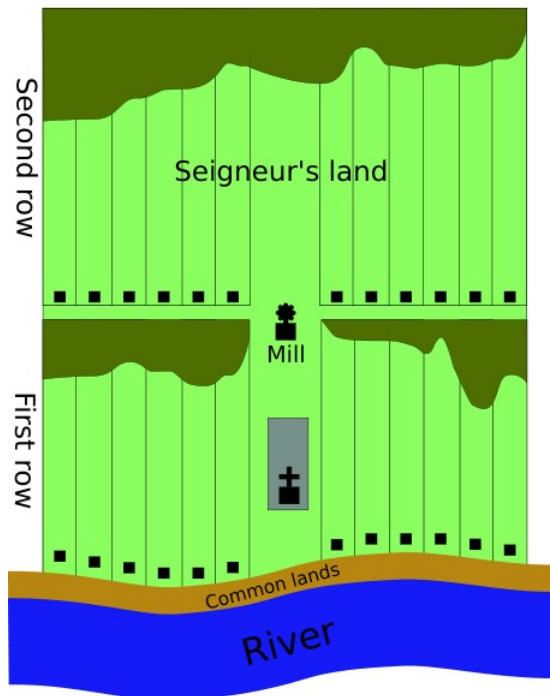 Second row
Seigneur's land
Mill
First row
Common lands
River